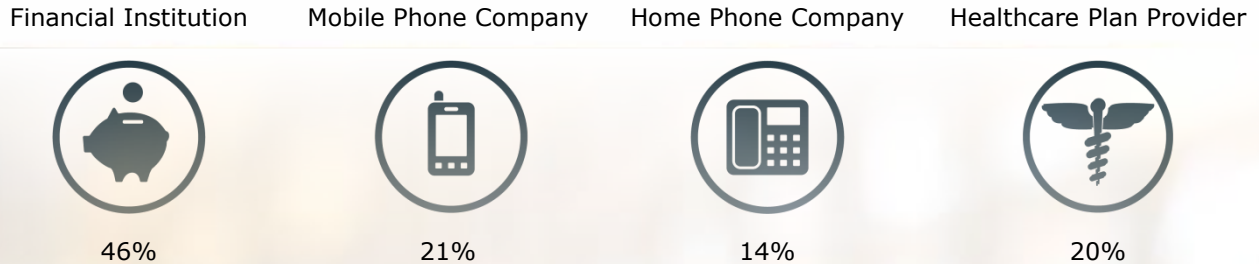 Financial Institution Mobile Phone Company Home Phone Company Healthcare Plan Provider
46% 21% 14% 20%